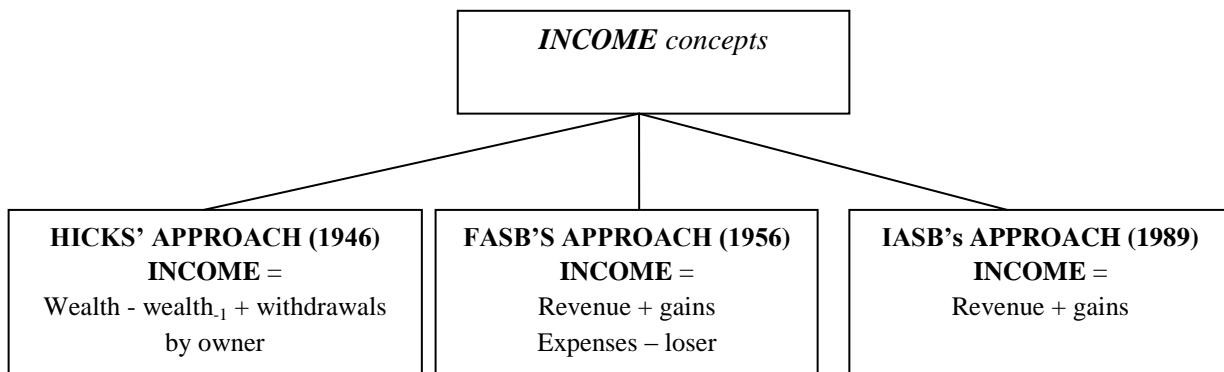 INCOME concepts
HICKS' APPROACH (1946)
INCOME =
Wealth - wealth-1 + withdrawals
by owner
FASB'S APPROACH (1956)
INCOME =
Revenue + gains
Expenses – loser
IASB's APPROACH (1989)
INCOME =
Revenue + gains